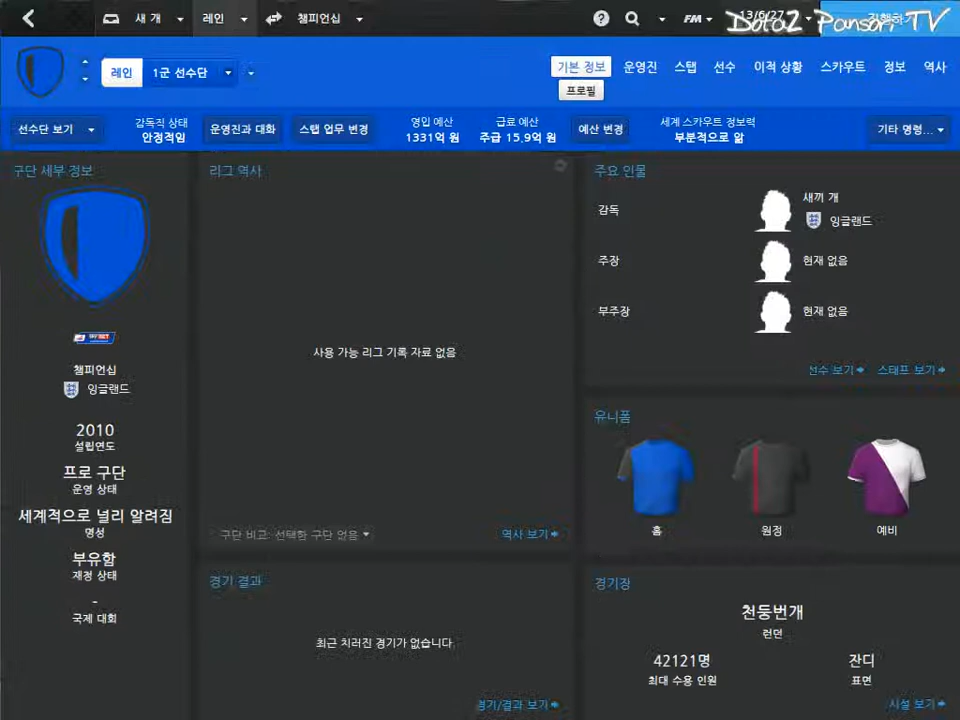 새 개
레인
챔피언십
FM
13/6/27
Dota2 Pansori TV
레인
1군 선수단
기본 정보
운영진
스탭
선수
이적 상황
스카우트
정보
역사
프로필
선수단 보기
감독직 상태
안정적임
운영진과 대화
스탭 업무 변경
영입 예산
1331억 원
급료 예산
주급 15.9억 원
예산 변경
세계 스카우트 정보력
부분적으로 앎
기타 명령...
구단 세부 정보
챔피언십
잉글랜드
2010
설립연도
프로 구단
운영 상태
세계적으로 널리 알려짐
명성
부유함
재정 상태
-
국제 대회
리그 역사
사용 가능 리그 기록 자료 없음
구단 비교: 선택한 구단 없음
역사 보기
경기 결과
최근 치러진 경기가 없습니다
경기/결과 보기
주요 인물
감독
새끼 개
잉글랜드
주장
현재 없음
부주장
현재 없음
선수 보기
스태프 보기
유니폼
홈
원정
예비
경기장
천둥번개
런던
42121명
최대 수용 인원
잔디
표면
시설 보기